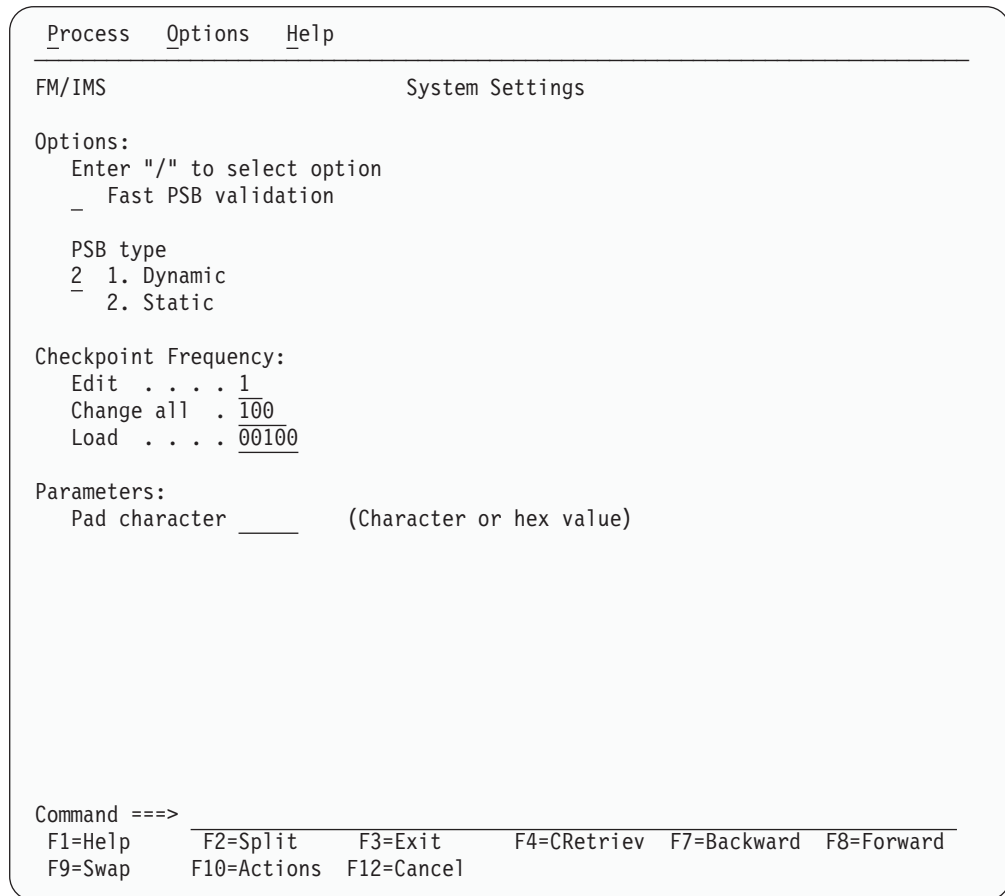 Process Options Help
FM/IMS System Settings
Options:
Enter "/" to select option
_ Fast PSB validation
PSB type
2 1. Dynamic
2. Static
Checkpoint Frequency:
Edit . . . . 1
Change all . 100
Load . . . . 00100
Parameters:
Pad character _____ (Character or hex value)
Command ===>
F1=Help F2=Split F3=Exit F4=CRetriev F7=Backward F8=Forward
F9=Swap F10=Actions F12=Cancel